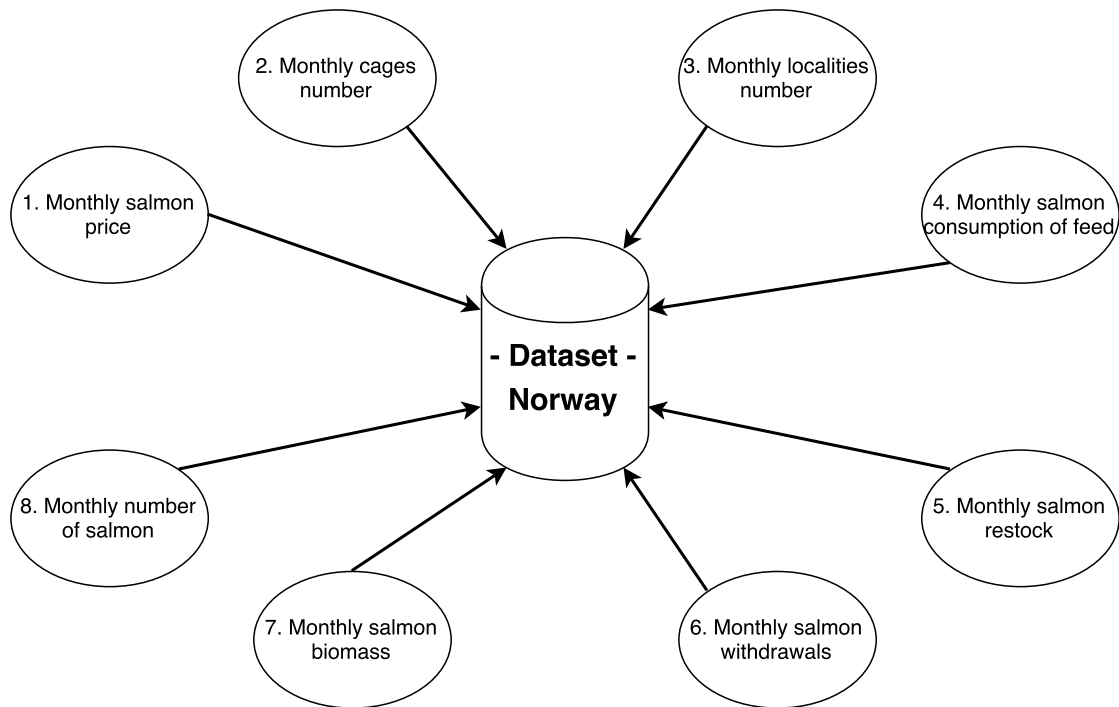 1. Monthly salmon
price
2. Monthly cages
number
3. Monthly localities
number
4. Monthly salmon
consumption of feed
- Dataset -
Norway
5. Monthly salmon
restock
6. Monthly salmon
withdrawals
7. Monthly salmon
biomass
8. Monthly number
of salmon